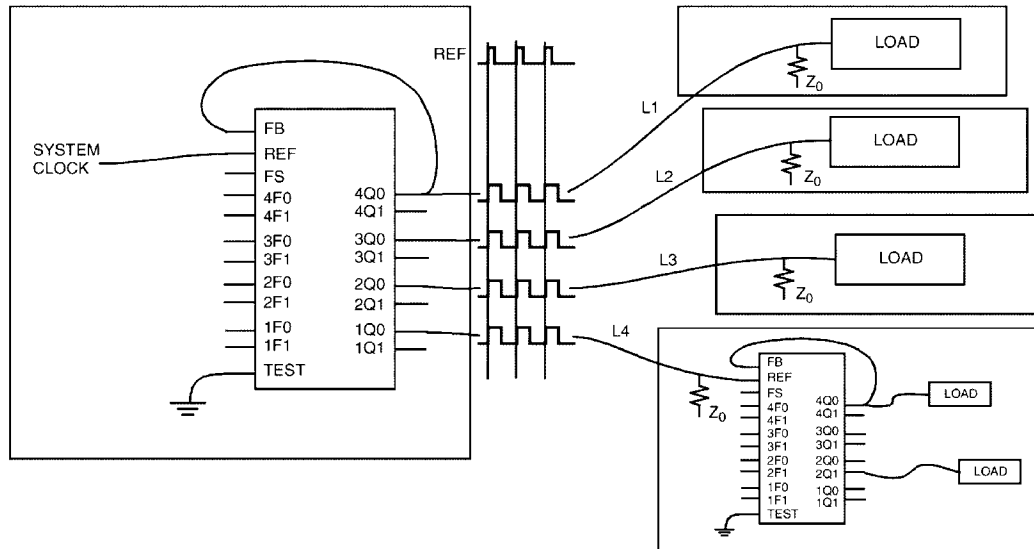 REF
LOAD
Z0
L1
LOAD
Z0
L2
LOAD
Z0
L3
L4
Z0
SYSTEM
CLOCK
FB
REF
FS
4F0
4F1
3F0
3F1
2F0
2F1
1F0
1F1
TEST
4Q0
4Q1
3Q0
3Q1
2Q0
2Q1
1Q0
1Q1
FB
REF
FS
4F0
4F1
3F0
3F1
2F0
2F1
1F0
1F1
TEST
4Q0
4Q1
3Q0
3Q1
2Q0
2Q1
1Q0
1Q1
LOAD
LOAD